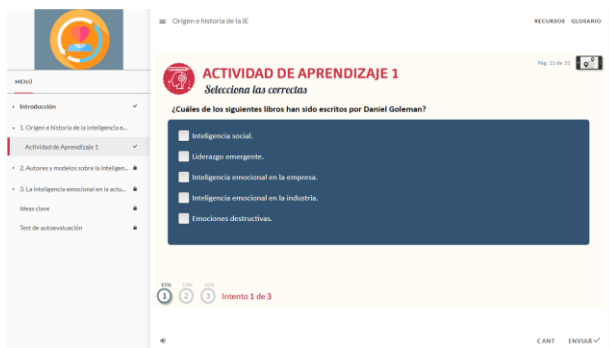 Origen e historia de la IE
RECURSOS GLOSARIO
MENÚ
Introducción
1. Origen e historia de la inteligencia e...
Actividad de Aprendizaje 1
2. Autores y modelos sobre la inteligen...
3. La inteligencia emocional en la actu...
Ideas clave
Test de autoevaluación
Pág. 11 de 31
ACTIVIDAD DE APRENDIZAJE 1
Selecciona las correctas
¿Cuáles de los siguientes libros han sido escritos por Daniel Goleman?
Inteligencia social.
Liderazgo emergente.
Inteligencia emocional en la empresa.
Inteligencia emocional en la industria.
Emociones destructivas.
1 2 3 Intento 1 de 3
ANT ENVIAR